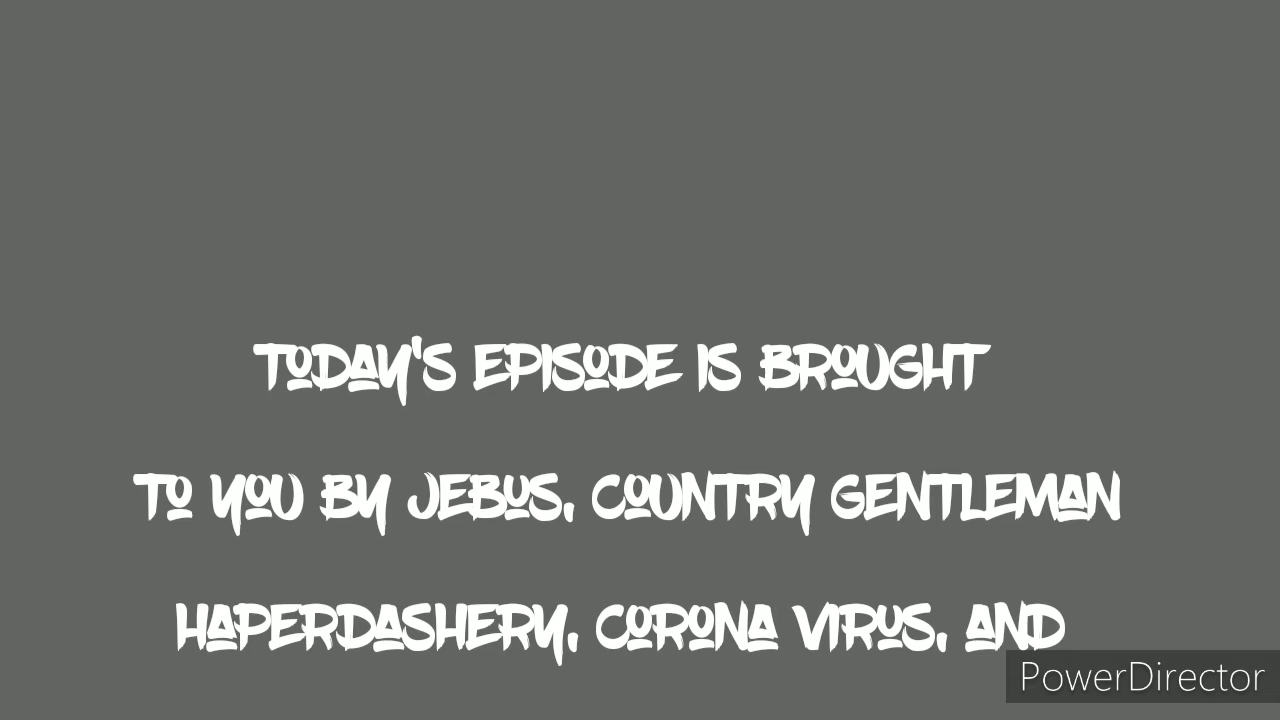 TODAY'S EPISODE IS BROUGHT
TO YOU BY JEBUS, COUNTRY GENTLEMAN
HAPERDASHERY, CORONA VIRUS, AND
PowerDirector